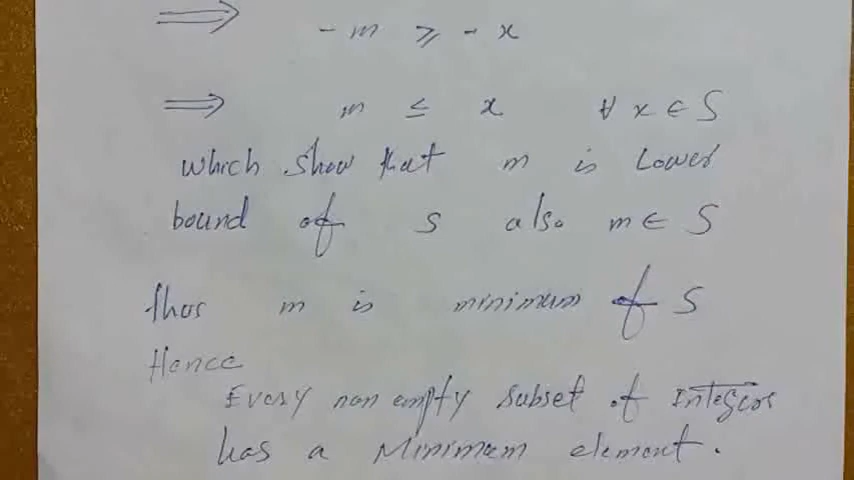 ⇒ - m ≥ - x
⇒ m ≤ x ∀ x ∈ S
which show that m is Lower
bound of S also m ∈ S
thus m is minimum of S
Hence
Every non empty subset of Integers
has a Minimum element.